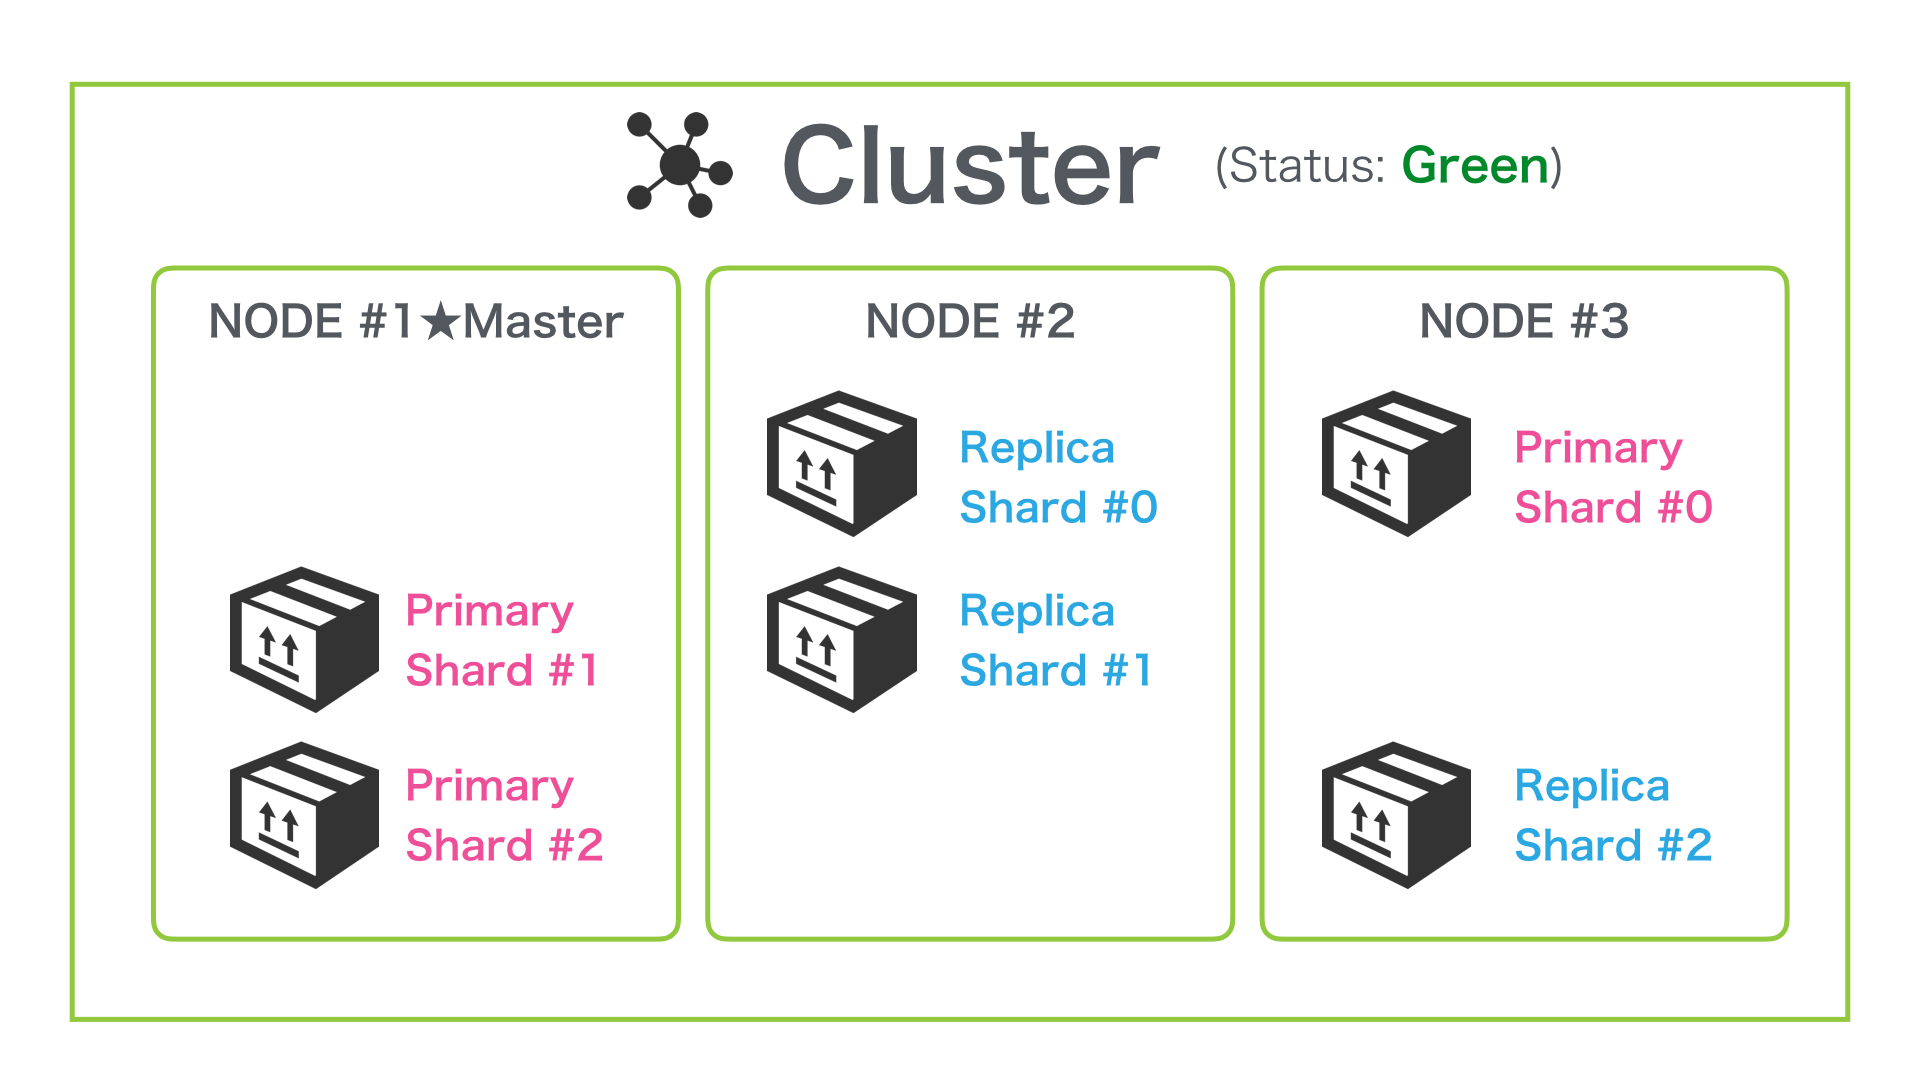 Cluster (Status: Green)
NODE #1★Master
Primary
Shard #1
Primary
Shard #2
NODE #2
Replica
Shard #0
Replica
Shard #1
NODE #3
Primary
Shard #0
Replica
Shard #2